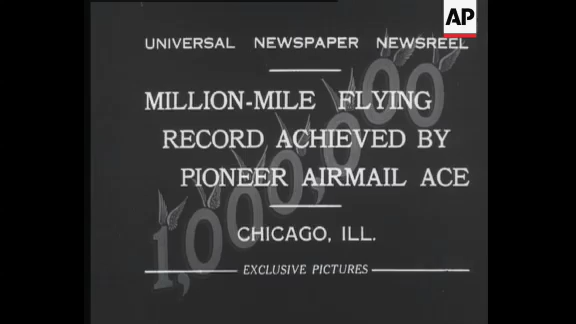 AP
UNIVERSAL NEWSPAPER NEWSREEL
MILLION-MILE FLYING
RECORD ACHIEVED BY
PIONEER AIRMAIL ACE
CHICAGO, ILL.
EXCLUSIVE PICTURES
1,000,000